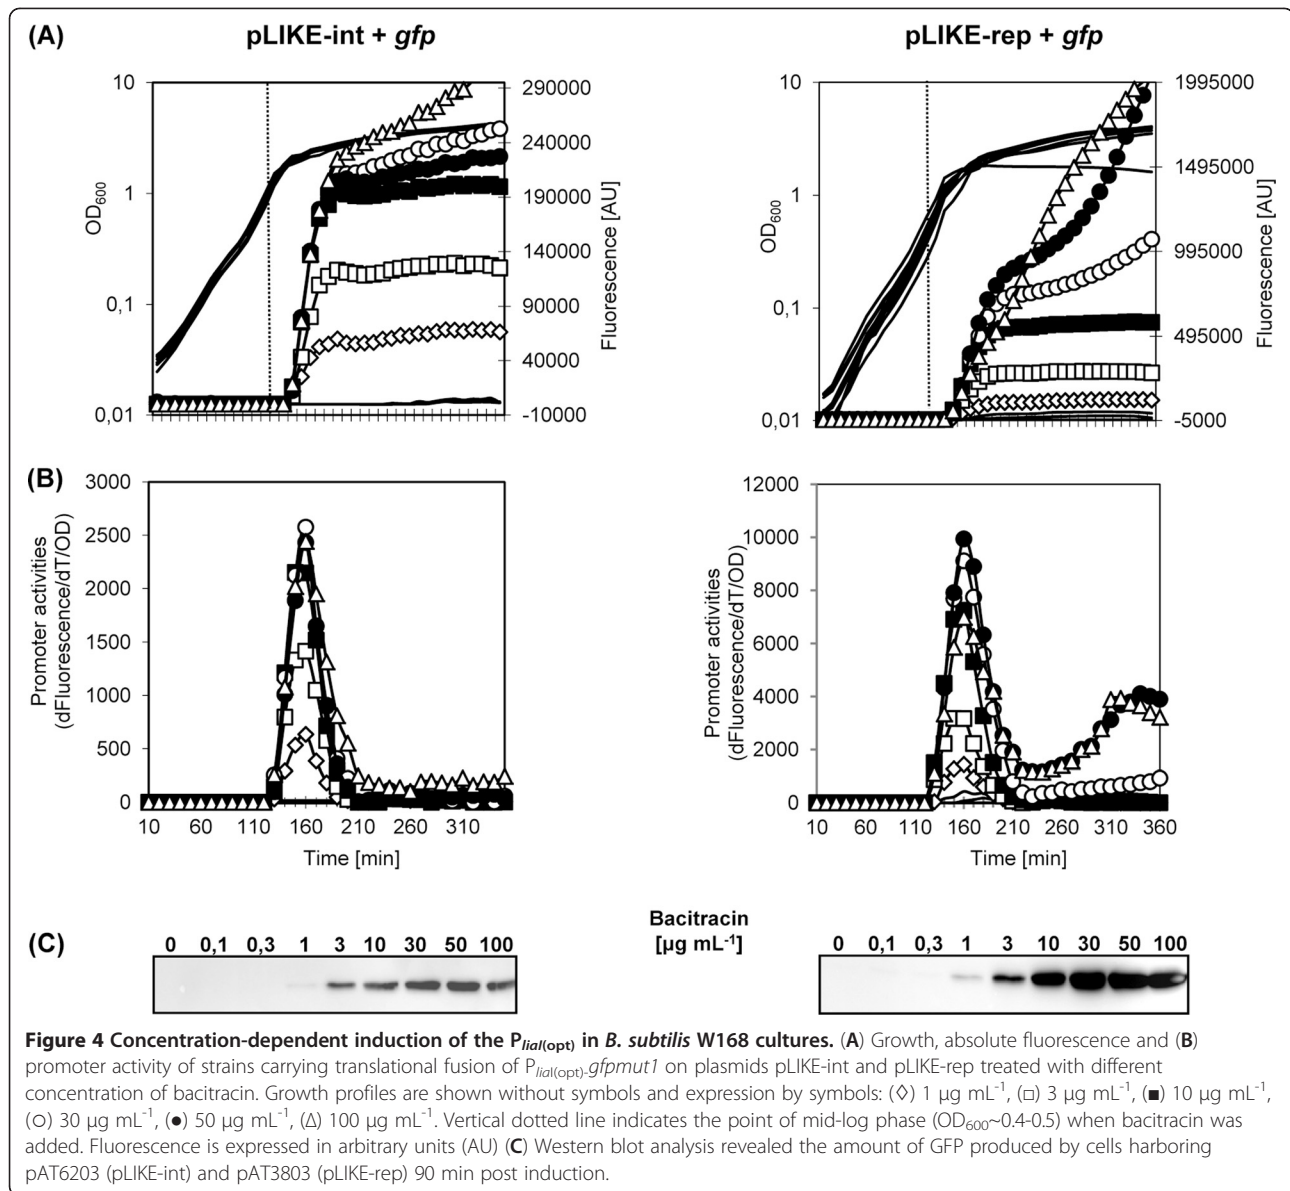 (A)
pLIKE-int + gfp
pLIKE-rep + gfp
10
1
0,1
0,01
OD600
290000
240000
190000
140000
90000
40000
-10000
Fluorescence [AU]
10
1
0,1
0,01
OD600
1995000
1495000
995000
495000
-5000
Fluorescence [AU]
(B)
3000
2500
2000
1500
1000
500
0
Promoter activities
(dFluorescence/dT/OD)
10 60 110 160 210 260 310
Time [min]
12000
10000
8000
6000
4000
2000
0
Promoter activities
(dFluorescence/dT/OD)
10 60 110 160 210 260 310 360
Time [min]
(C)
Bacitracin
[µg mL-1]
0 0,1 0,3 1 3 10 30 50 100
0 0,1 0,3 1 3 10 30 50 100
Figure 4 Concentration-dependent induction of the PliaI(opt) in B. subtilis W168 cultures. (A) Growth, absolute fluorescence and (B)
promoter activity of strains carrying translational fusion of PliaI(opt)-gfpmut1 on plasmids pLIKE-int and pLIKE-rep treated with different
concentration of bacitracin. Growth profiles are shown without symbols and expression by symbols: (◇) 1 µg mL-1, (□) 3 µg mL-1, (■) 10 µg mL-1,
(○) 30 µg mL-1, (●) 50 µg mL-1, (Δ) 100 µg mL-1. Vertical dotted line indicates the point of mid-log phase (OD600~0.4-0.5) when bacitracin was
added. Fluorescence is expressed in arbitrary units (AU) (C) Western blot analysis revealed the amount of GFP produced by cells harboring
pAT6203 (pLIKE-int) and pAT3803 (pLIKE-rep) 90 min post induction.